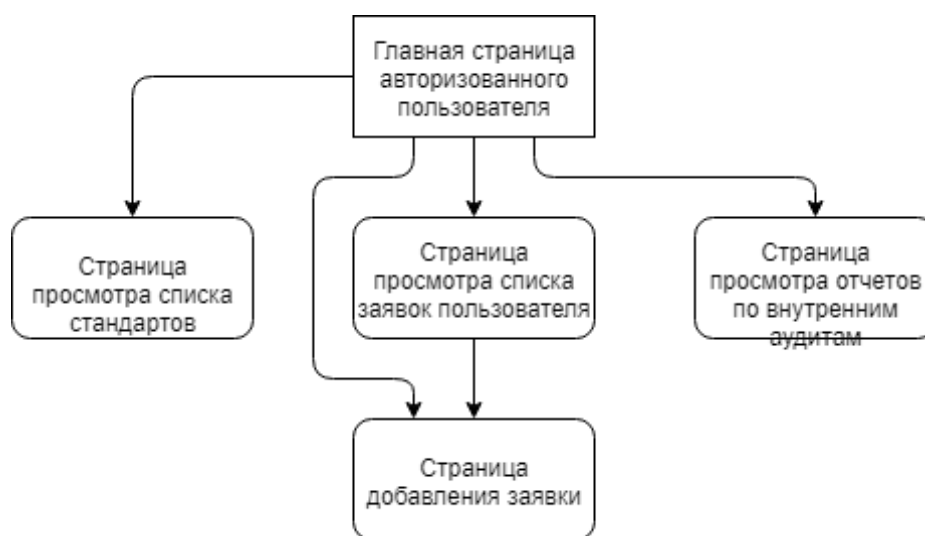 Главная страница
авторизованного
пользователя
Страница
просмотра списка
стандартов
Страница
просмотра списка
заявок пользователя
Страница
просмотра отчетов
по внутренним
аудитам
Страница
добавления заявки